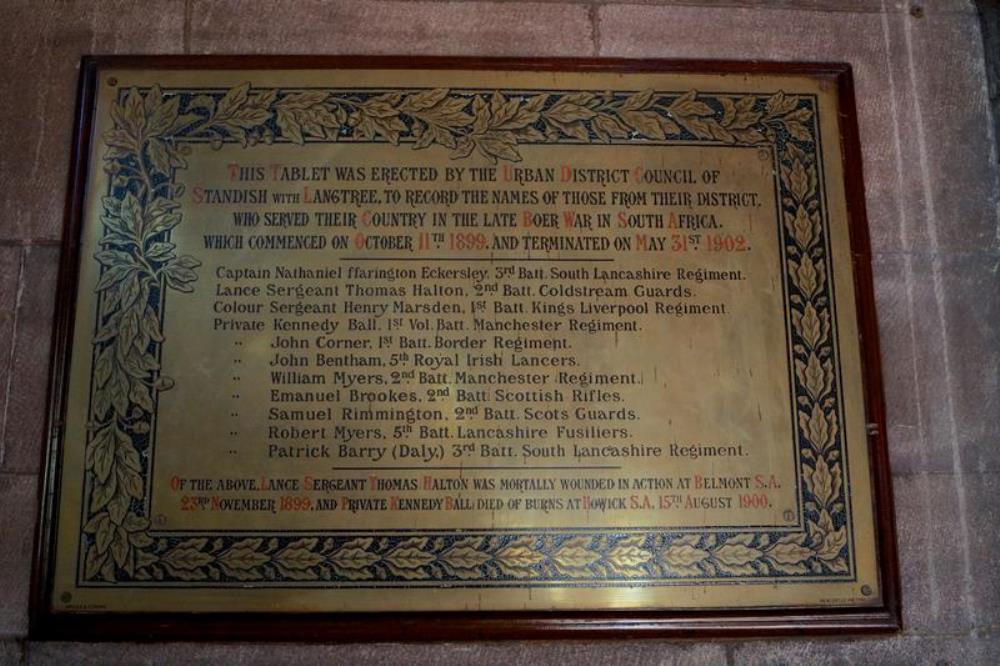 THIS TABLET WAS ERECTED BY THE URBAN DISTRICT COUNCIL OF
STANDISH WITH LANGTREE, TO RECORD THE NAMES OF THOSE FROM THEIR DISTRICT,
WHO SERVED THEIR COUNTRY IN THE LATE BOER WAR IN SOUTH AFRICA.
WHICH COMMENCED ON OCTOBER 11TH 1899. AND TERMINATED ON MAY 31ST 1902.
Captain Nathaniel ffarington Eckersley. 3rd Batt. South Lancashire Regiment.
Lance Sergeant Thomas Halton, 2nd Batt. Coldstream Guards.
Colour Sergeant Henry Marsden, 1st Batt. Kings Liverpool Regiment.
Private Kennedy Ball, 1st Vol. Batt. Manchester Regiment.
" John Corner, 1st Batt. Border Regiment.
" John Bentham, 5th Royal Irish Lancers.
" William Myers, 2nd Batt. Manchester Regiment.
" Emanuel Brookes, 2nd Batt Scottish Rifles.
" Samuel Rimmington, 2nd Batt. Scots Guards.
" Robert Myers, 5th Batt. Lancashire Fusiliers.
" Patrick Barry (Daly,) 3rd Batt. South Lancashire Regiment.
OF THE ABOVE, LANCE SERGEANT THOMAS HALTON WAS MORTALLY WOUNDED IN ACTION AT BELMONT S.A.
23RD NOVEMBER 1899, AND PRIVATE KENNEDY BALL, DIED OF BURNS AT HOWICK S.A. 15TH AUGUST 1900.